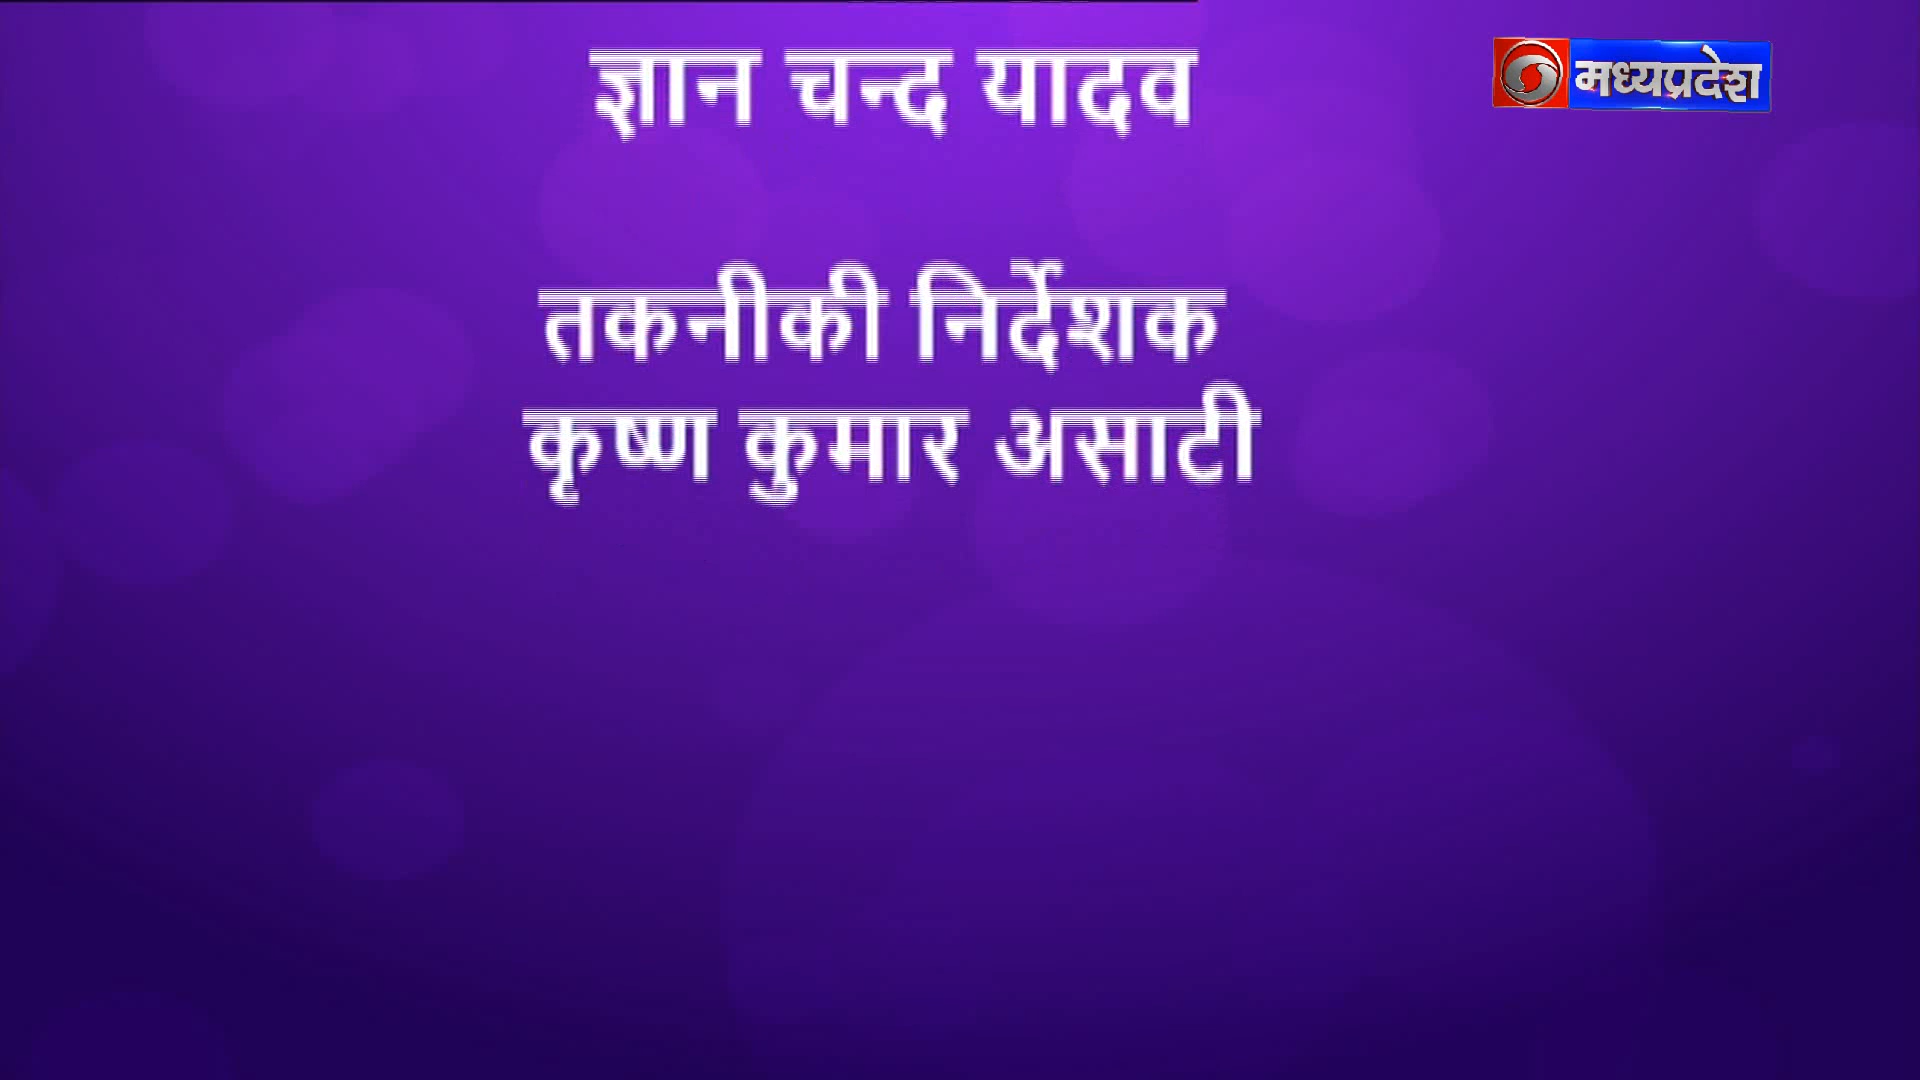 ज्ञान चन्द यादव
मध्यप्रदेश
तकनीकी निर्देशक
कृष्ण कुमार असाटी